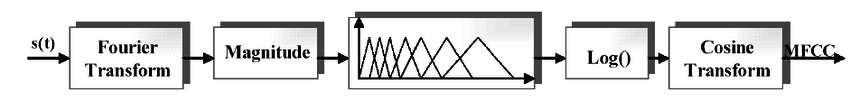 s(t)
Fourier
Transform
Magnitude
Log()
Cosine
Transform
MFCC